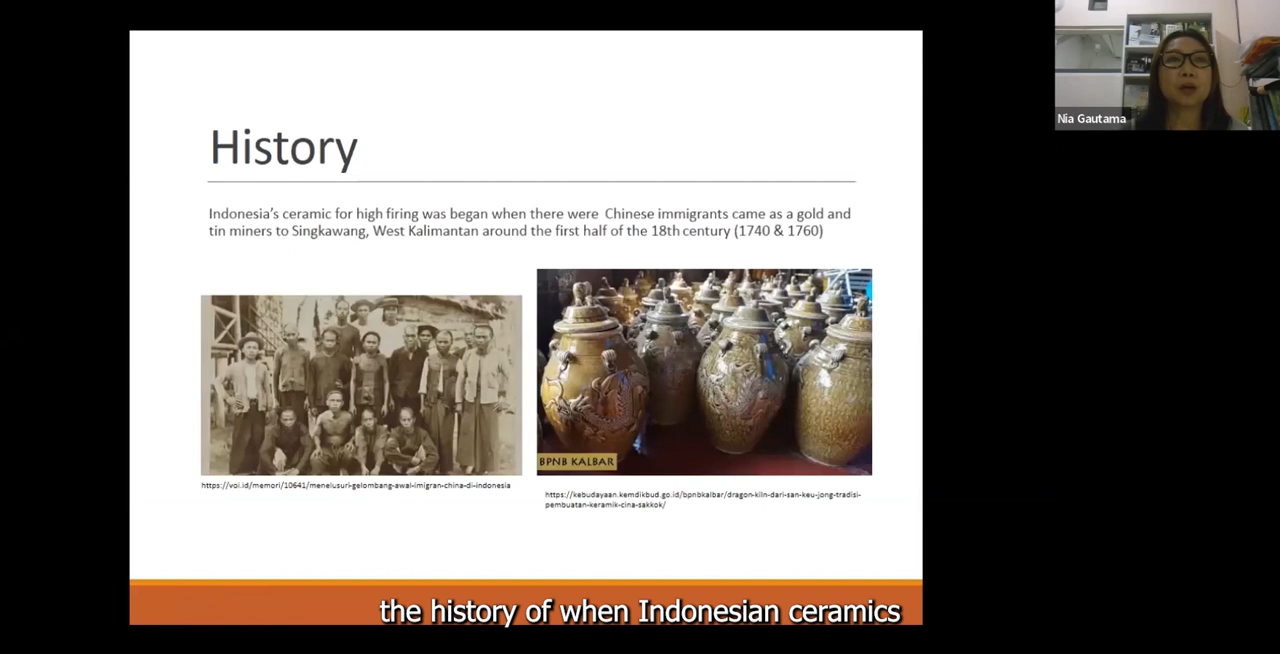 History
Indonesia's ceramic for high firing was began when there were Chinese immigrants came as a gold and
tin miners to Singkawang, West Kalimantan around the first half of the 18th century (1740 & 1760)
BPNB KALBAR
https://voi.id/memori/10641/menelusuri-gelombang-awal-imigran-china-di-indonesia
https://kebudayaan.kemdikbud.go.id/bpnbkalbar/dragon-kiln-dari-san-keu-jong-tradisi-
pembuatan-keramik-cina-sakkok/
the history of when Indonesian ceramics
Nia Gautama